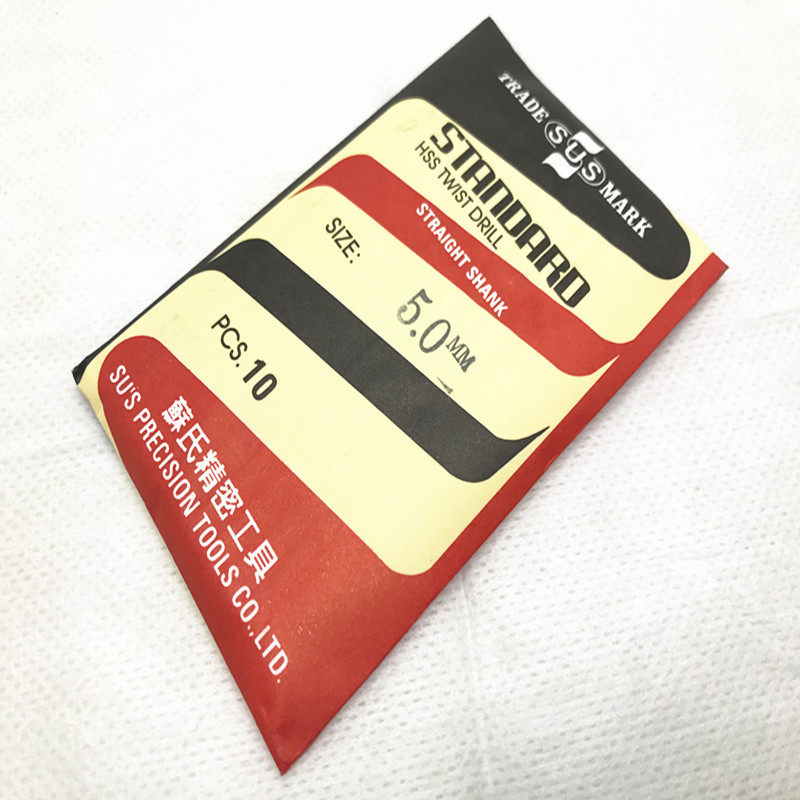 TRADE SUS MARK
STANDARD
HSS TWIST DRILL
STRAIGHT SHANK
SIZE: 5.0MM
PCS. 10
蘇氏精密工具
SU'S PRECISION TOOLS CO.,LTD.